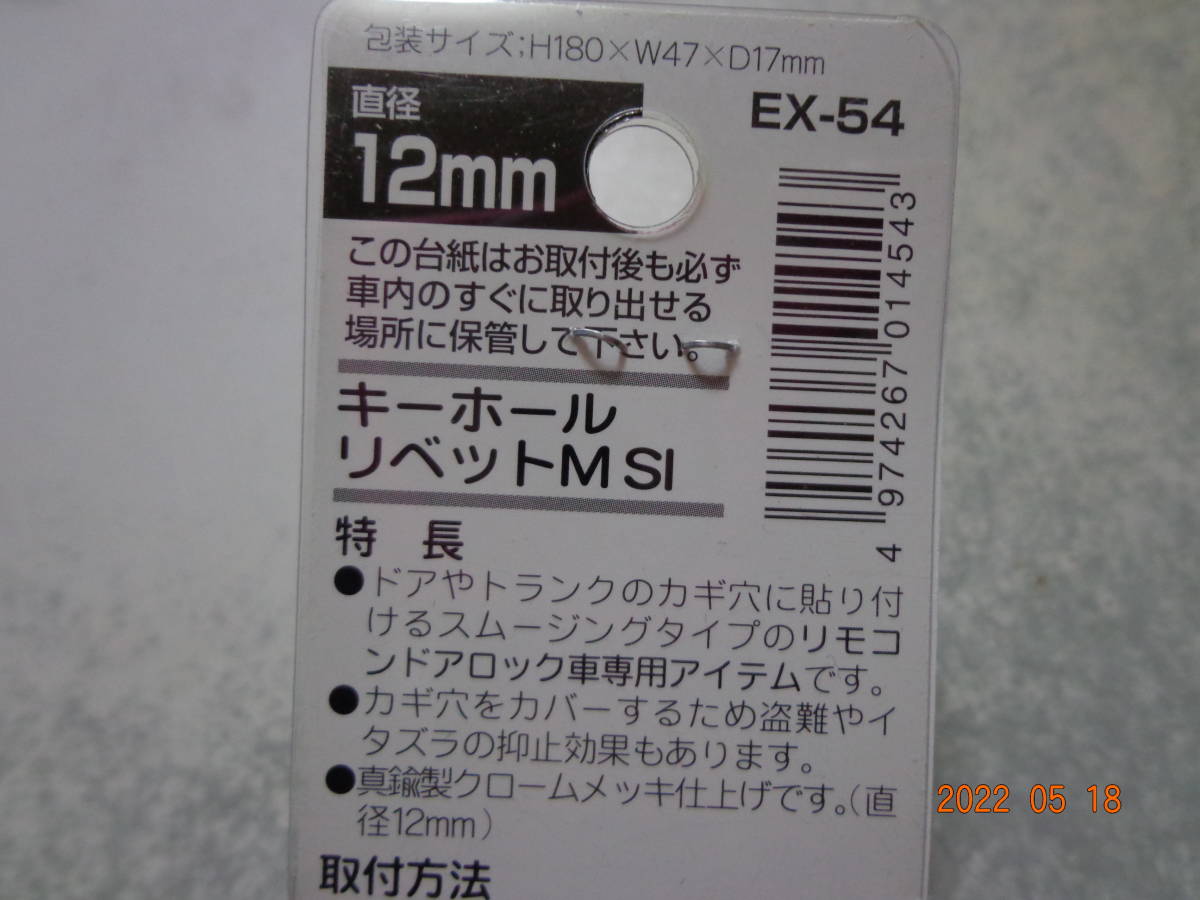 包装サイズ;H180×W47×D17mm
直径
12mm
EX-54
4 974267 014543
この台紙はお取付後も必ず
車内のすぐに取り出せる
場所に保管して下さい。
キーホール
リベットM SI
特 長
●ドアやトランクのカギ穴に貼り付
けるスムージングタイプのリモコ
ンドアロック車専用アイテムです。
●カギ穴をカバーするため盗難やイ
タズラの抑止効果もあります。
●真鍮製クロームメッキ仕上げです。(直
径12mm)
取付方法
2022 05 18